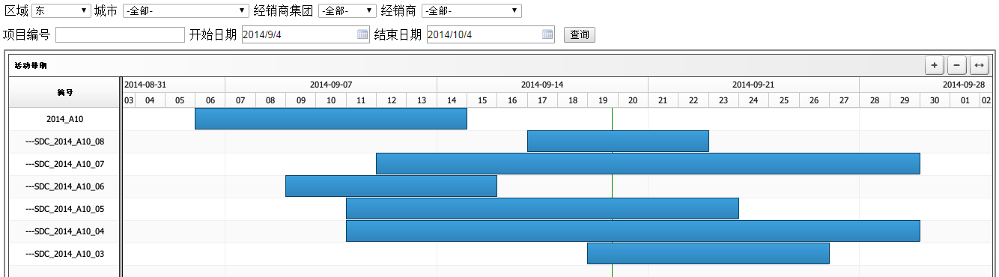 区域 东 城市 -全部- 经销商集团 -全部- 经销商 -全部-
项目编号 开始日期 2014/9/4 结束日期 2014/10/4 查询
活动排期 + - ↔
编号 2014-08-31 2014-09-07 2014-09-14 2014-09-21 2014-09-28
03 04 05 06 07 08 09 10 11 12 13 14 15 16 17 18 19 20 21 22 23 24 25 26 27 28 29 30 01 02
2014_A10
---SDC_2014_A10_08
---SDC_2014_A10_07
---SDC_2014_A10_06
---SDC_2014_A10_05
---SDC_2014_A10_04
---SDC_2014_A10_03